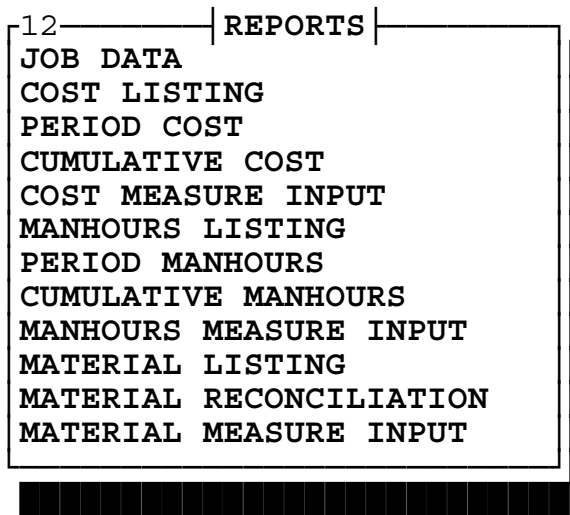 12 REPORTS
JOB DATA
COST LISTING
PERIOD COST
CUMULATIVE COST
COST MEASURE INPUT
MANHOURS LISTING
PERIOD MANHOURS
CUMULATIVE MANHOURS
MANHOURS MEASURE INPUT
MATERIAL LISTING
MATERIAL RECONCILIATION
MATERIAL MEASURE INPUT